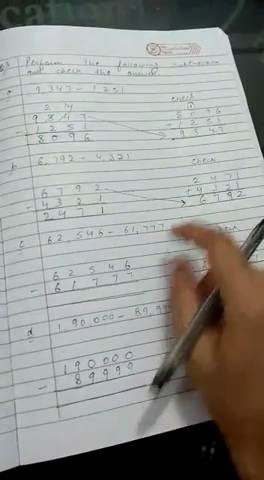 Q3 Perform the following subtraction
and check the answer
a 9,347 - 1,251
check
2 14
9 3 4 7
- 1 2 5 1
8 0 9 6
1
8 0 9 6
+ 1 2 5 1
9 3 4 7
b 6,792 - 4,321
check
6 7 9 2
- 4 3 2 1
2 4 7 1
2 4 7 1
+ 4 3 2 1
6 7 9 2
c 62,546 - 61,777
6 2 5 4 6
- 6 1 7 7 7
d 1,90,000 - 89,99
1 9 0 0 0 0
- 8 9 9 9 9